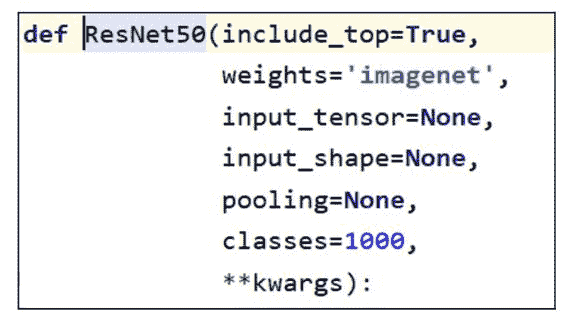 def ResNet50(include_top=True,
             weights='imagenet',
             input_tensor=None,
             input_shape=None,
             pooling=None,
             classes=1000,
             **kwargs):